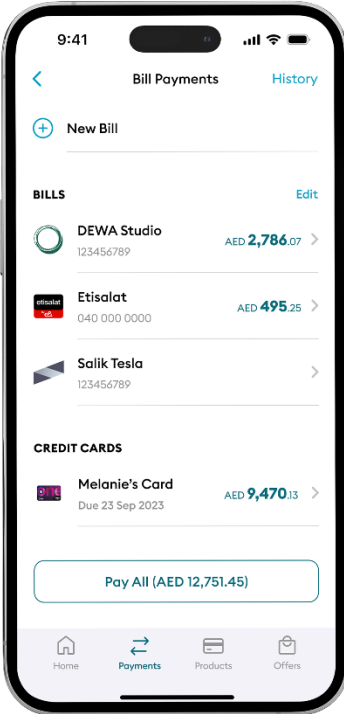 9:41
Bill Payments
History
New Bill
BILLS
Edit
DEWA Studio
AED 2,786.07
123456789
etisalat
Etisalat
AED 495.25
040 000 0000
Salik Tesla
123456789
CREDIT CARDS
one
Melanie's Card
AED 9,470.13
Due 23 Sep 2023
Pay All (AED 12,751.45)
Home
Payments
Products
Offers